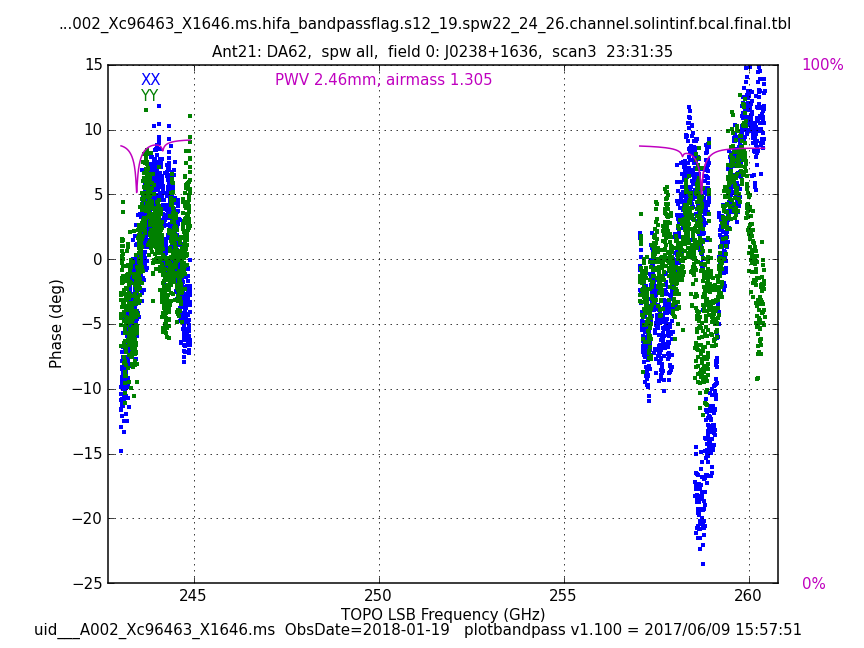 ...002_Xc96463_X1646.ms.hifa_bandpassflag.s12_19.spw22_24_26.channel.solintinf.bcal.final.tbl
Ant21: DA62,  spw all,  field 0: J0238+1636,  scan3  23:31:35
15
XX
PWV 2.46mm, airmass 1.305
100%
YY
10
5
0
Phase (deg)
−5
−10
−15
−20
−25
0%
245
250
255
260
TOPO LSB Frequency (GHz)
uid___A002_Xc96463_X1646.ms  ObsDate=2018-01-19   plotbandpass v1.100 = 2017/06/09 15:57:51